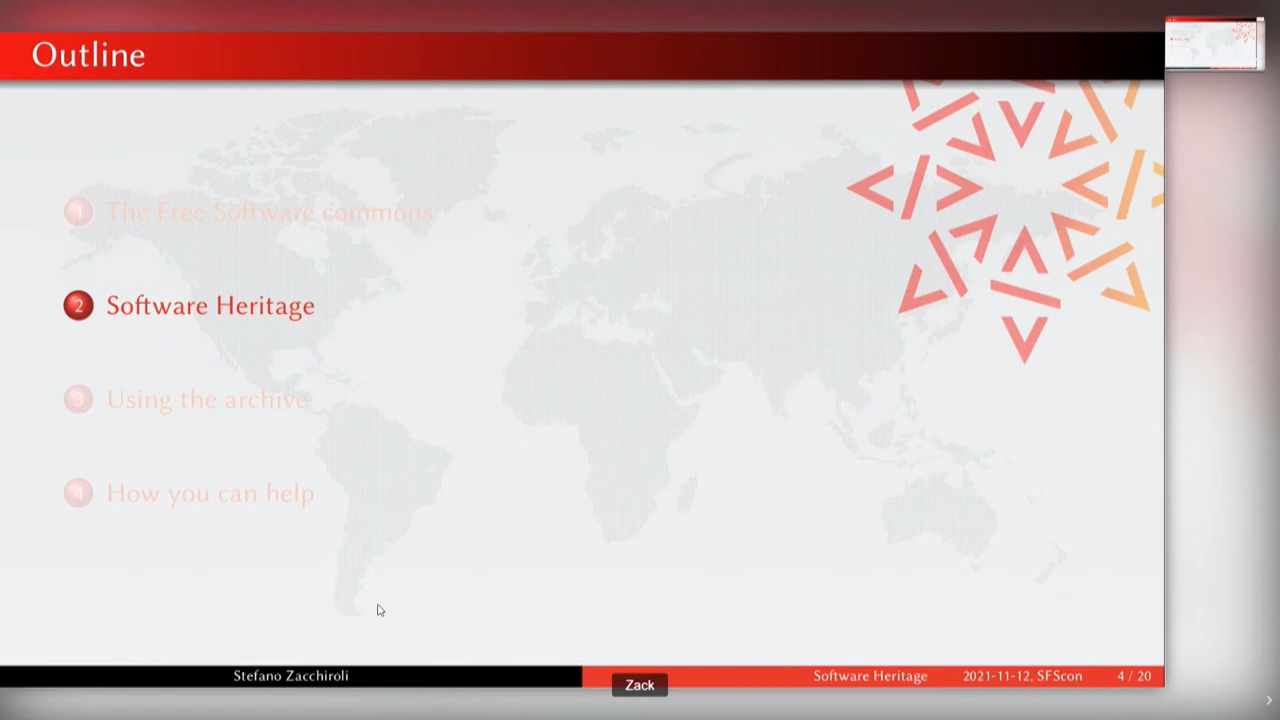 Outline
1 The Free Software commons
2 Software Heritage
3 Using the archive
4 How you can help
Stefano Zacchiroli
Software Heritage 2021-11-12, SFScon 4 / 20
Zack